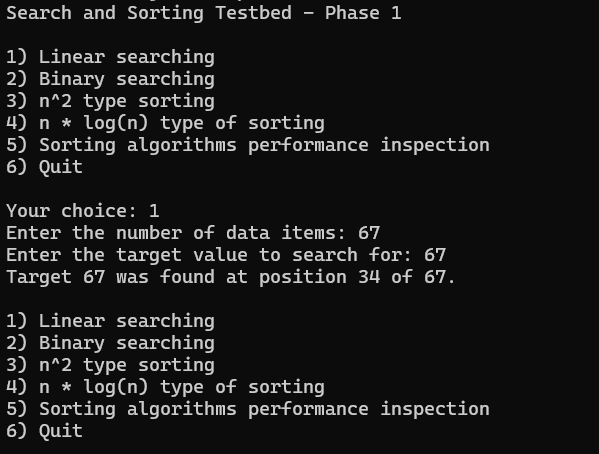 Search and Sorting Testbed - Phase 1
1) Linear searching
2) Binary searching
3) n^2 type sorting
4) n * log(n) type of sorting
5) Sorting algorithms performance inspection
6) Quit
Your choice: 1
Enter the number of data items: 67
Enter the target value to search for: 67
Target 67 was found at position 34 of 67.
1) Linear searching
2) Binary searching
3) n^2 type sorting
4) n * log(n) type of sorting
5) Sorting algorithms performance inspection
6) Quit